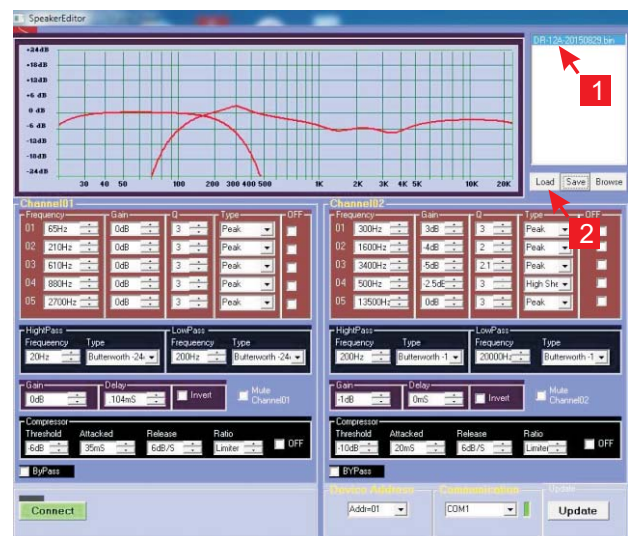 SpeakerEditor
DR-12A-20150829.bin
1
+24dB
+18dB
+12dB
+6 dB
0 dB
-6 dB
-12dB
-18dB
-24dB
30 40 50 100 200 300 400 500 1K 2K 3K 4K 5K 10K 20K
Load Save Browse
2
Channel01
Frequency Gain Q Type OFF
01 65Hz 0dB 3 Peak
02 210Hz 0dB 3 Peak
03 610Hz 0dB 3 Peak
04 880Hz 0dB 3 Peak
05 2700Hz 0dB 3 Peak
HightPass
Frequency Type
20Hz Butterworth -24
LowPass
Frequency Type
200Hz Butterworth -24
Gain Delay
0dB 104mS Invert Mute Channel01
Compressor
Threshold Attacked Release Ratio
-6dB 35mS 6dB/S Limiter OFF
ByPass
Connect
Channel02
Frequency Gain Q Type OFF
01 300Hz 3dB 3 Peak
02 1600Hz -4dB 2 Peak
03 3400Hz -5dB 2.1 Peak
04 500Hz -2.5dB 3 High She
05 13500Hz 0dB 3 Peak
HightPass
Frequency Type
200Hz Butterworth -1
LowPass
Frequency Type
20000Hz Butterworth -1
Gain Delay
-1dB 0mS Invert Mute Channel02
Compressor
Threshold Attacked Release Ratio
-10dB 20mS 6dB/S Limiter OFF
BYPass
Device Address Communication Update
Addr=01 COM1 Update